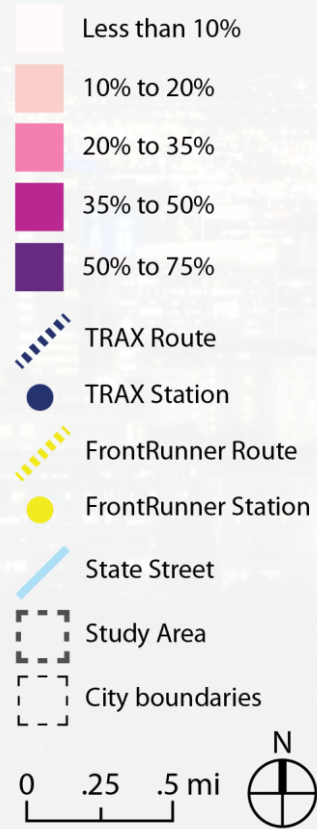 Less than 10%
10% to 20%
20% to 35%
35% to 50%
50% to 75%
TRAX Route
TRAX Station
FrontRunner Route
FrontRunner Station
State Street
Study Area
City boundaries
N
0 .25 .5 mi